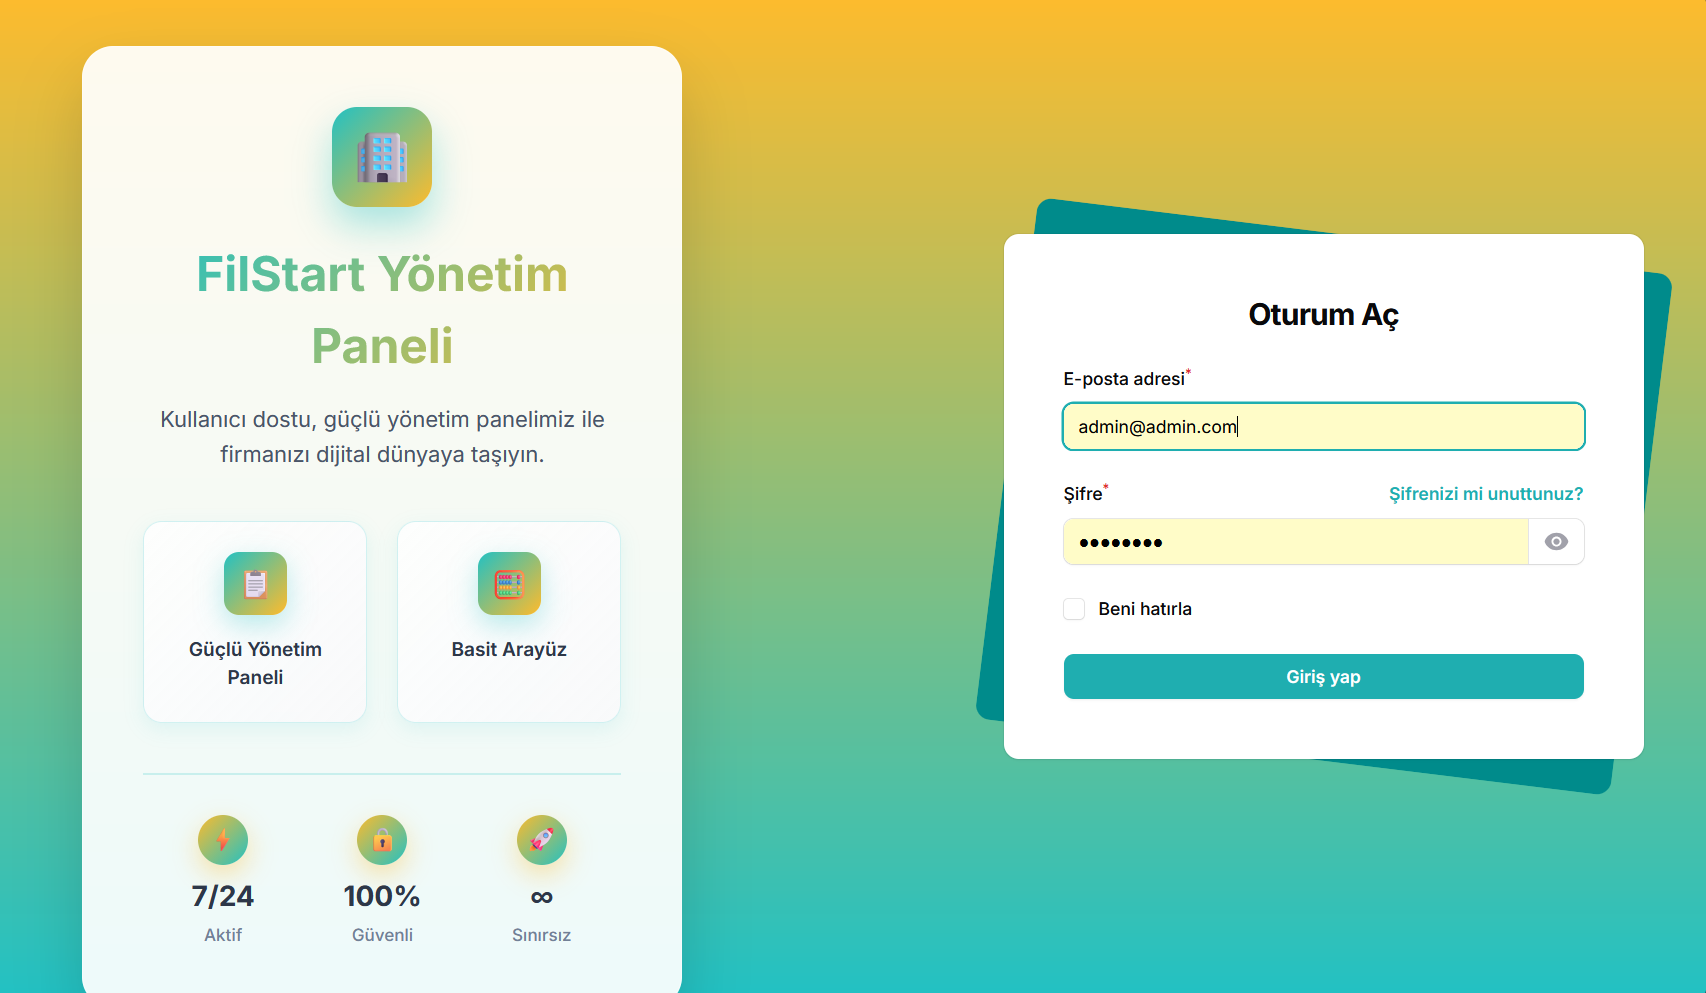 FilStart Yönetim
Paneli
Kullanıcı dostu, güçlü yönetim panelimiz ile
firmanızı dijital dünyaya taşıyın.
Güçlü Yönetim
Paneli
Basit Arayüz
7/24
Aktif
100%
Güvenli
∞
Sınırsız
Oturum Aç
E-posta adresi*
admin@admin.com
Şifre*
Şifrenizi mi unuttunuz?
••••••••
Beni hatırla
Giriş yap